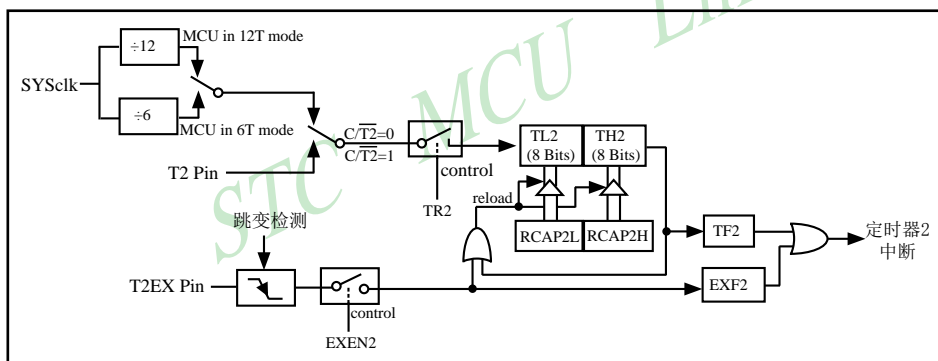 STC MCU Lim
÷12
MCU in 12T mode
SYSclk
÷6
MCU in 6T mode
T2 Pin
C/T2=0
C/T2=1
control
TR2
TL2
(8 Bits)
TH2
(8 Bits)
reload
RCAP2L
RCAP2H
跳变检测
T2EX Pin
control
EXEN2
TF2
EXF2
定时器2
中断